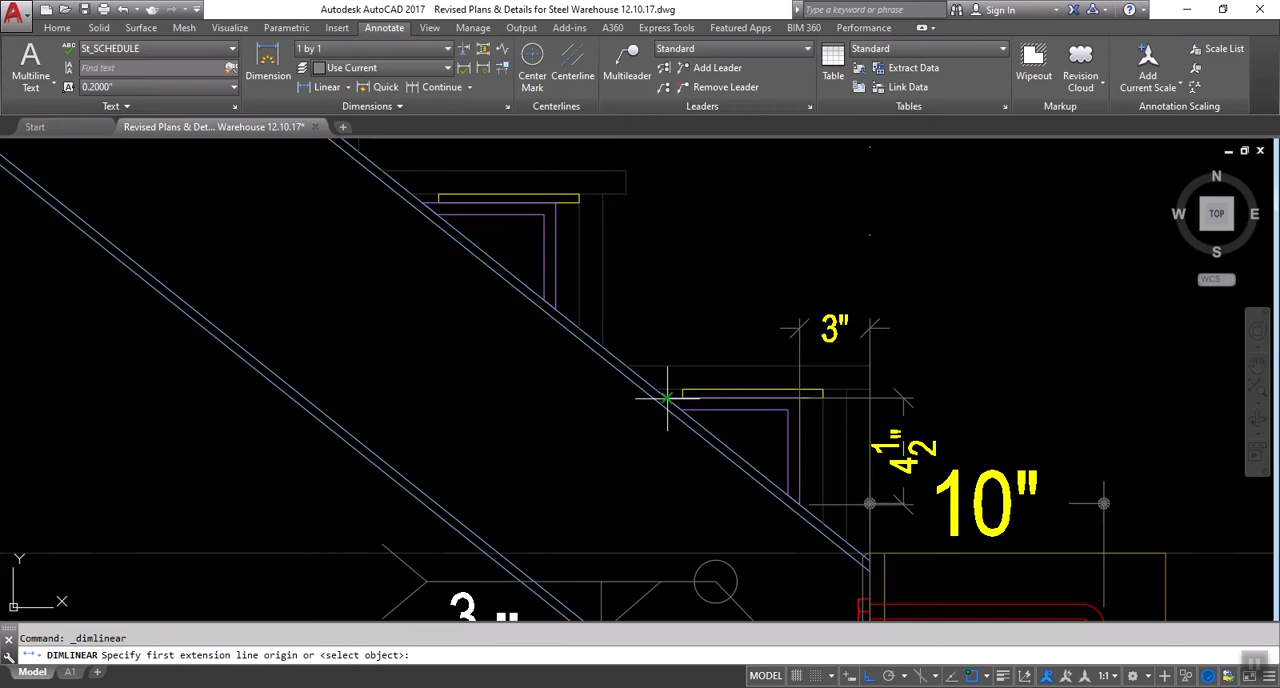 Autodesk AutoCAD 2017 Revised Plans & Details for Steel Warehouse 12.10.17.dwg
Type a keyword or phrase
Sign In
Home Solid Surface Mesh Visualize Parametric Insert Annotate View Manage Output Add-ins A360 Express Tools Featured Apps BIM 360 Performance
A
Multiline
Text
ABC
St_SCHEDULE
Find text
0.2000"
Text
Dimension
1 by 1
Use Current
Linear
Quick
Continue
Dimensions
Center
Mark
Centerline
Centerlines
Multileader
Standard
Add Leader
Remove Leader
Leaders
Table
Standard
Extract Data
Link Data
Tables
Wipeout
Revision
Cloud
Markup
Add
Current Scale
Scale List
Annotation Scaling
Start
Revised Plans & Det... Warehouse 12.10.17*
N
W TOP E
S
WCS
3"
4 1/2"
10"
3 "
Y
X
Command: _dimlinear
DIMLINEAR Specify first extension line origin or <select object>:
Model A1
MODEL
1:1